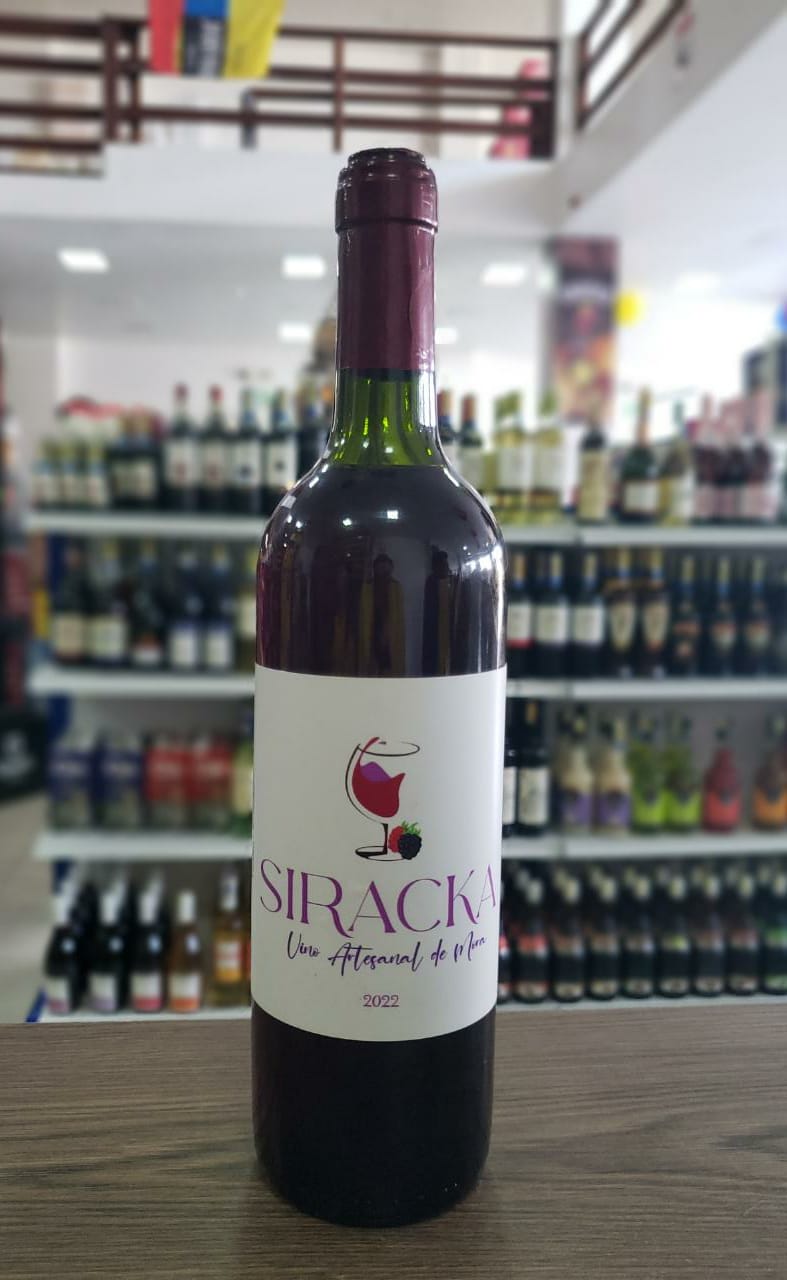 SIRACKA
Vino Artesanal de Mora
2022